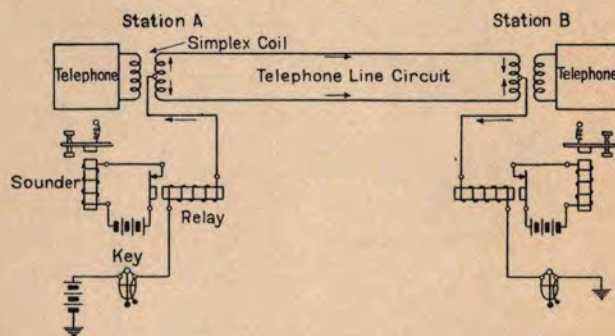 Station A
Station B
Simplex Coil
Telephone
Telephone Line Circuit
Telephone
Sounder
Relay
Key